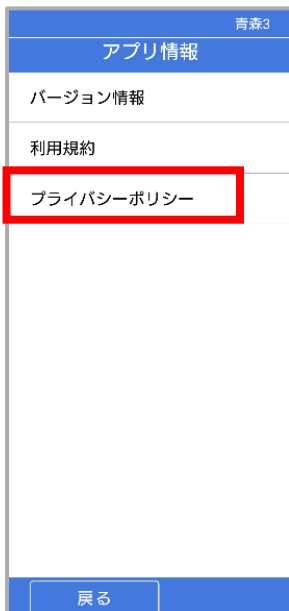 青森3
アプリ情報
バージョン情報
利用規約
プライバシーポリシー
戻る